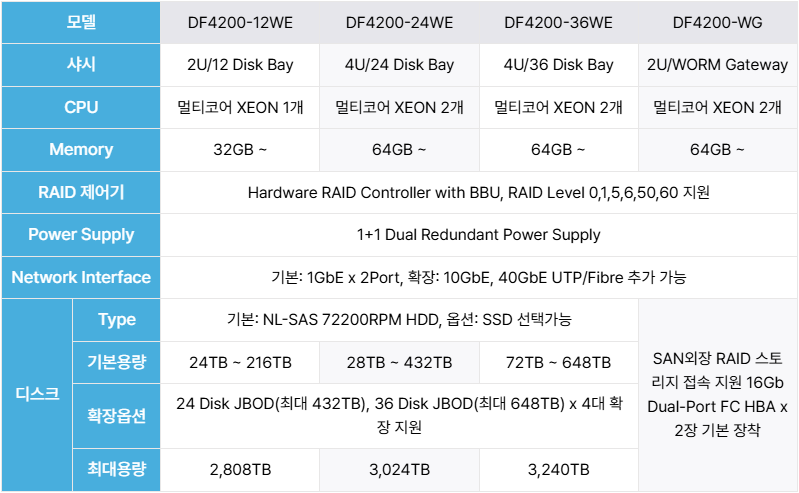 모델 DF4200-12WE DF4200-24WE DF4200-36WE DF4200-WG
샤시 2U/12 Disk Bay 4U/24 Disk Bay 4U/36 Disk Bay 2U/WORM Gateway
CPU 멀티코어 XEON 1개 멀티코어 XEON 2개 멀티코어 XEON 2개 멀티코어 XEON 2개
Memory 32GB ~ 64GB ~ 64GB ~ 64GB ~
RAID 제어기 Hardware RAID Controller with BBU, RAID Level 0,1,5,6,50,60 지원
Power Supply 1+1 Dual Redundant Power Supply
Network Interface 기본: 1GbE x 2Port, 확장: 10GbE, 40GbE UTP/Fibre 추가 가능
디스크
Type 기본: NL-SAS 72200RPM HDD, 옵션: SSD 선택가능
기본용량 24TB ~ 216TB 28TB ~ 432TB 72TB ~ 648TB
확장옵션 24 Disk JBOD(최대 432TB), 36 Disk JBOD(최대 648TB) x 4대 확
장 지원
최대용량 2,808TB 3,024TB 3,240TB
SAN외장 RAID 스토
리지 접속 지원 16Gb
Dual-Port FC HBA x
2장 기본 장착